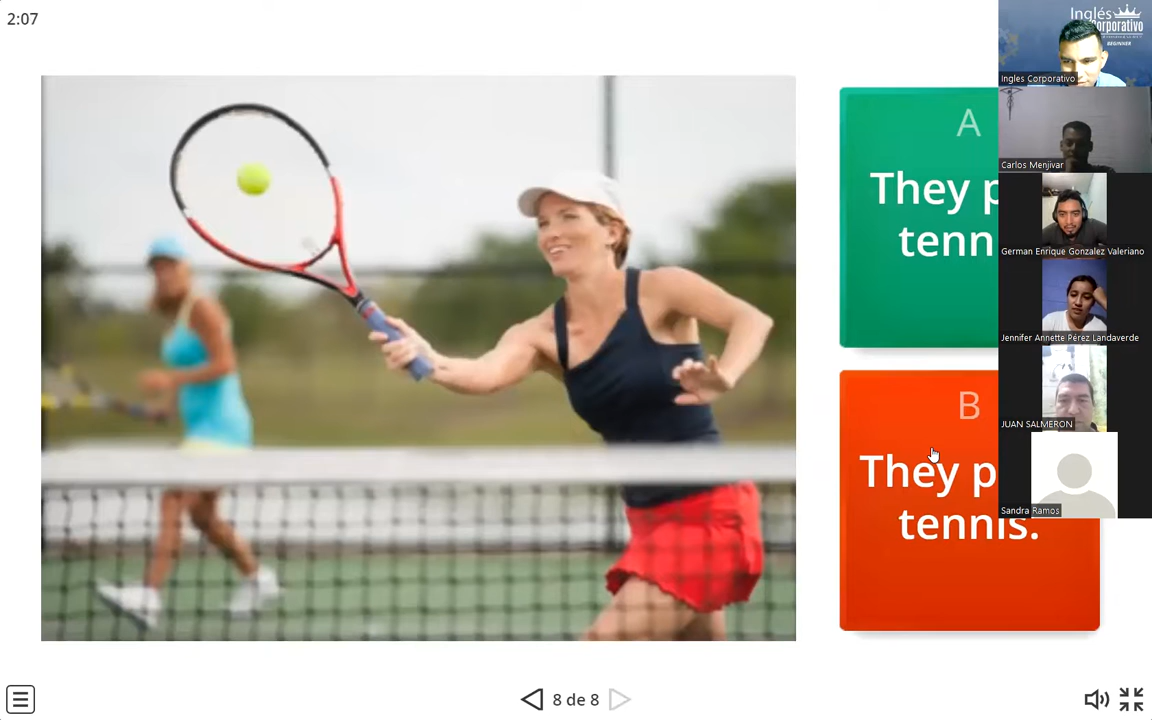 2:07
Inglés
Corporativo
BEGINNER
Ingles Corporativo
A
They p
tenn
Carlos Menjivar
German Enrique Gonzalez Valeriano
Jennifer Annette Pérez Landaverde
B
JUAN SALMERON
They p
tennis.
Sandra Ramos
8 de 8